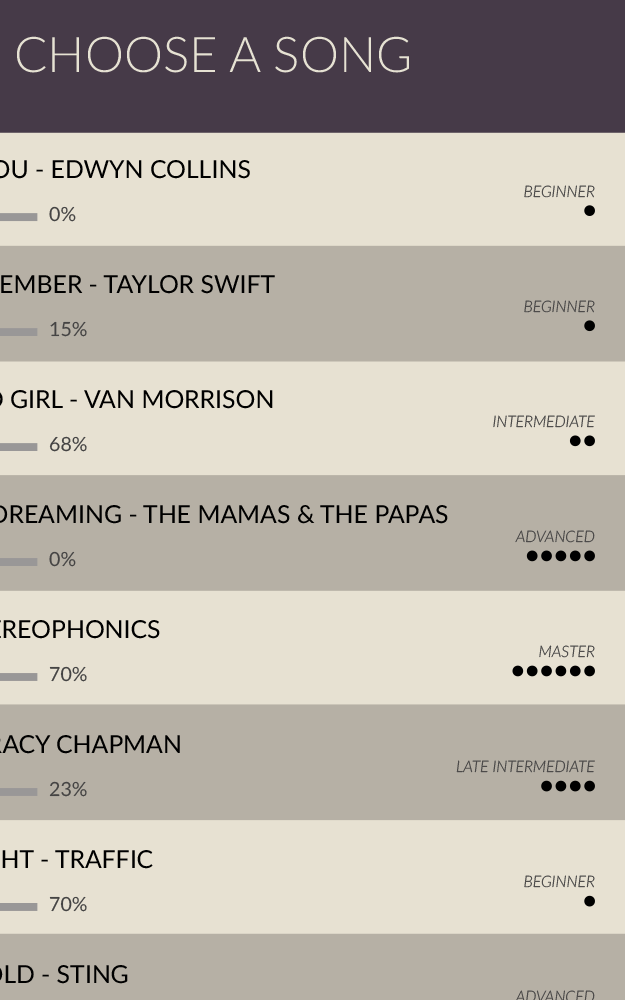 CHOOSE A SONG
OU - EDWYN COLLINS
BEGINNER
0%
EMBER - TAYLOR SWIFT
BEGINNER
15%
GIRL - VAN MORRISON
INTERMEDIATE
68%
DREAMING - THE MAMAS & THE PAPAS
ADVANCED
0%
EREOPHONICS
MASTER
70%
RACY CHAPMAN
LATE INTERMEDIATE
23%
HT - TRAFFIC
BEGINNER
70%
OLD - STING
ADVANCED